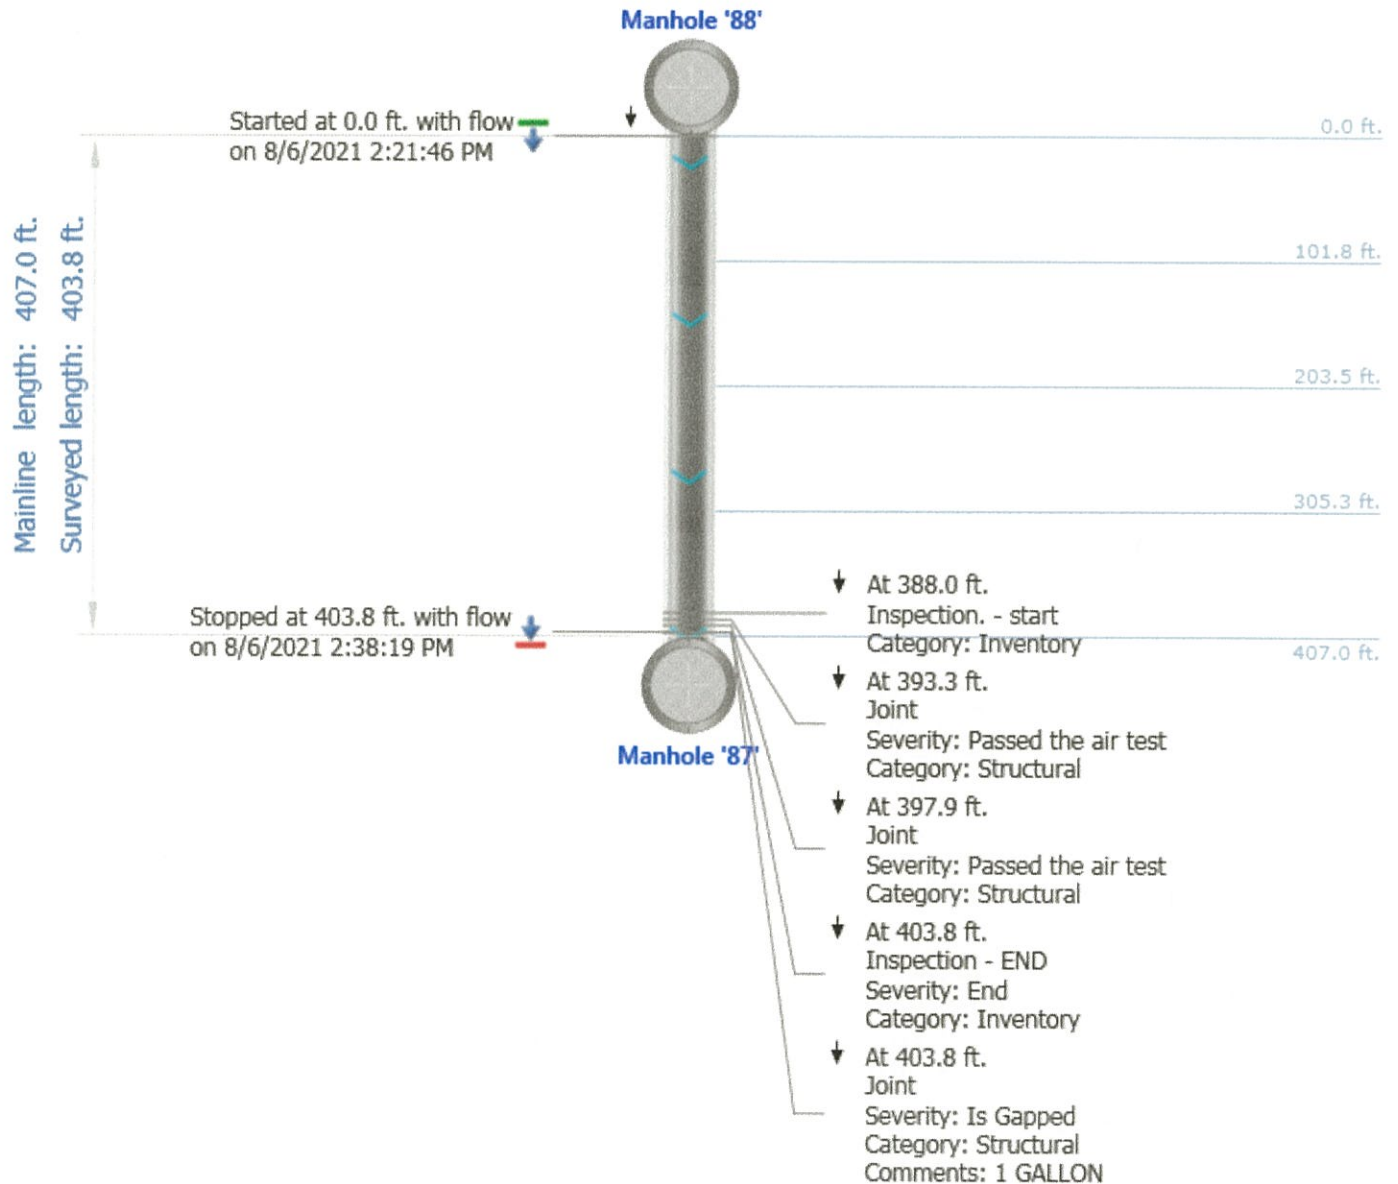 Manhole '88'
Started at 0.0 ft. with flow
on 8/6/2021 2:21:46 PM
0.0 ft.
Mainline length: 407.0 ft.
Surveyed length: 403.8 ft.
101.8 ft.
203.5 ft.
305.3 ft.
Stopped at 403.8 ft. with flow
on 8/6/2021 2:38:19 PM
407.0 ft.
Manhole '87'
At 388.0 ft.
Inspection. - start
Category: Inventory
At 393.3 ft.
Joint
Severity: Passed the air test
Category: Structural
At 397.9 ft.
Joint
Severity: Passed the air test
Category: Structural
At 403.8 ft.
Inspection - END
Severity: End
Category: Inventory
At 403.8 ft.
Joint
Severity: Is Gapped
Category: Structural
Comments: 1 GALLON